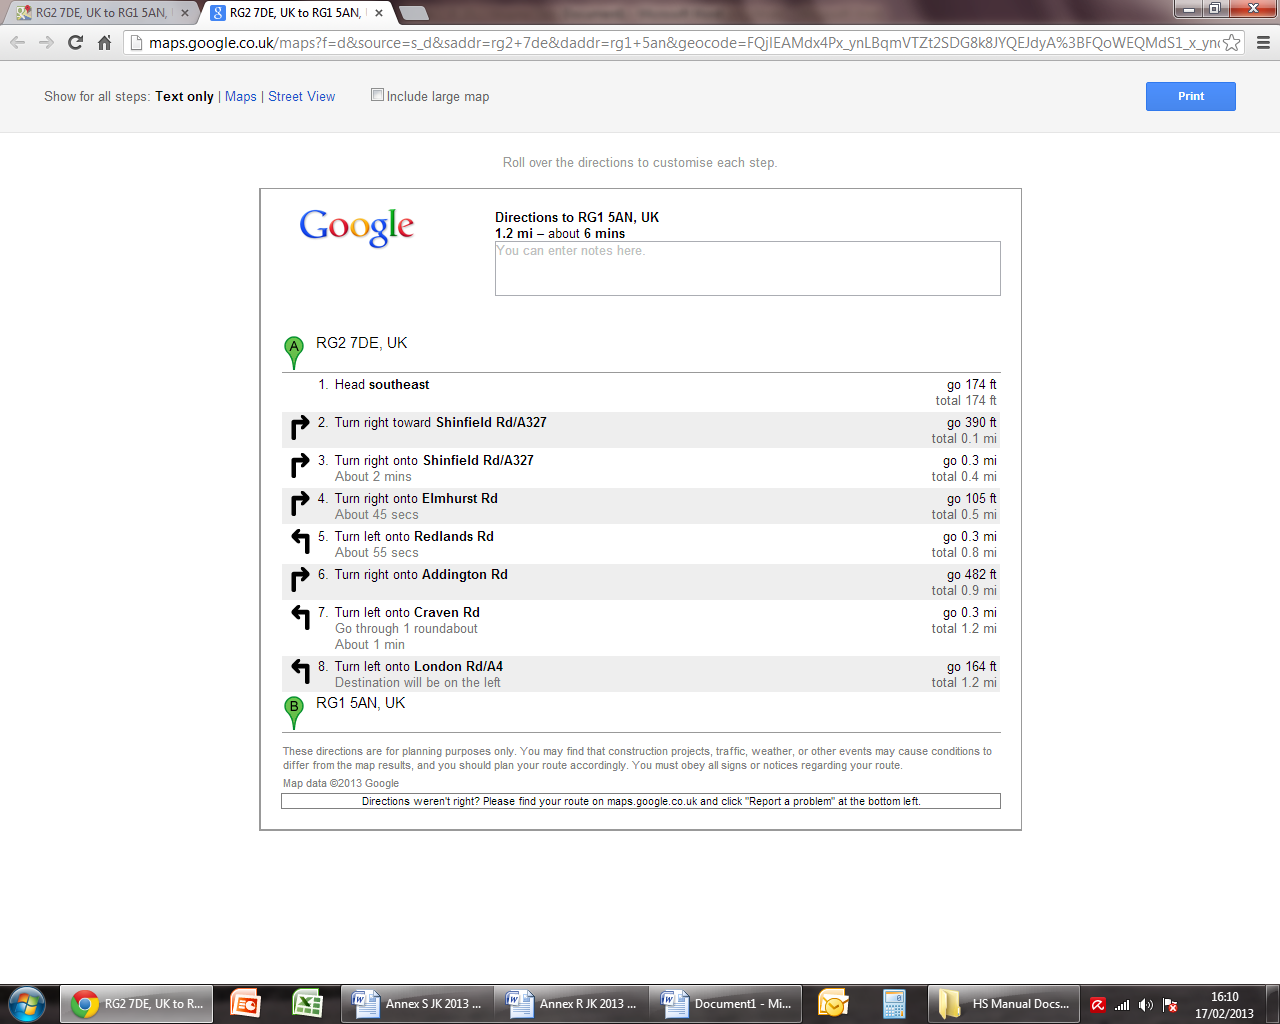 RG2 7DE, UK to RG1 5AN,
RG2 7DE, UK to RG1 5AN,
maps.google.co.uk/maps?f=d&source=s_d&saddr=rg2+7de&daddr=rg1+5an&geocode=
Show for all steps: Text only | Maps | Street View
Include large map
Print
Roll over the directions to customise each step.
Google
Directions to RG1 5AN, UK
1.2 mi – about 6 mins
You can enter notes here.
A RG2 7DE, UK
1. Head southeast go 174 ft
total 174 ft
2. Turn right toward Shinfield Rd/A327 go 390 ft
total 0.1 mi
3. Turn right onto Shinfield Rd/A327 go 0.3 mi
About 2 mins total 0.4 mi
4. Turn right onto Elmhurst Rd go 105 ft
About 45 secs total 0.5 mi
5. Turn left onto Redlands Rd go 0.3 mi
About 55 secs total 0.8 mi
6. Turn right onto Addington Rd go 482 ft
total 0.9 mi
7. Turn left onto Craven Rd go 0.3 mi
Go through 1 roundabout total 1.2 mi
About 1 min
8. Turn left onto London Rd/A4 go 164 ft
Destination will be on the left total 1.2 mi
B RG1 5AN, UK
These directions are for planning purposes only. You may find that construction projects, traffic, weather, or other events may cause conditions to
differ from the map results, and you should plan your route accordingly. You must obey all signs or notices regarding your route.
Map data ©2013 Google
Directions weren't right? Please find your route on maps.google.co.uk and click "Report a problem" at the bottom left.
RG2 7DE, UK to R...
Annex S JK 2013 ...
Annex R JK 2013 ...
Document1 - Mi...
HS Manual Docs...
16:10
17/02/2013